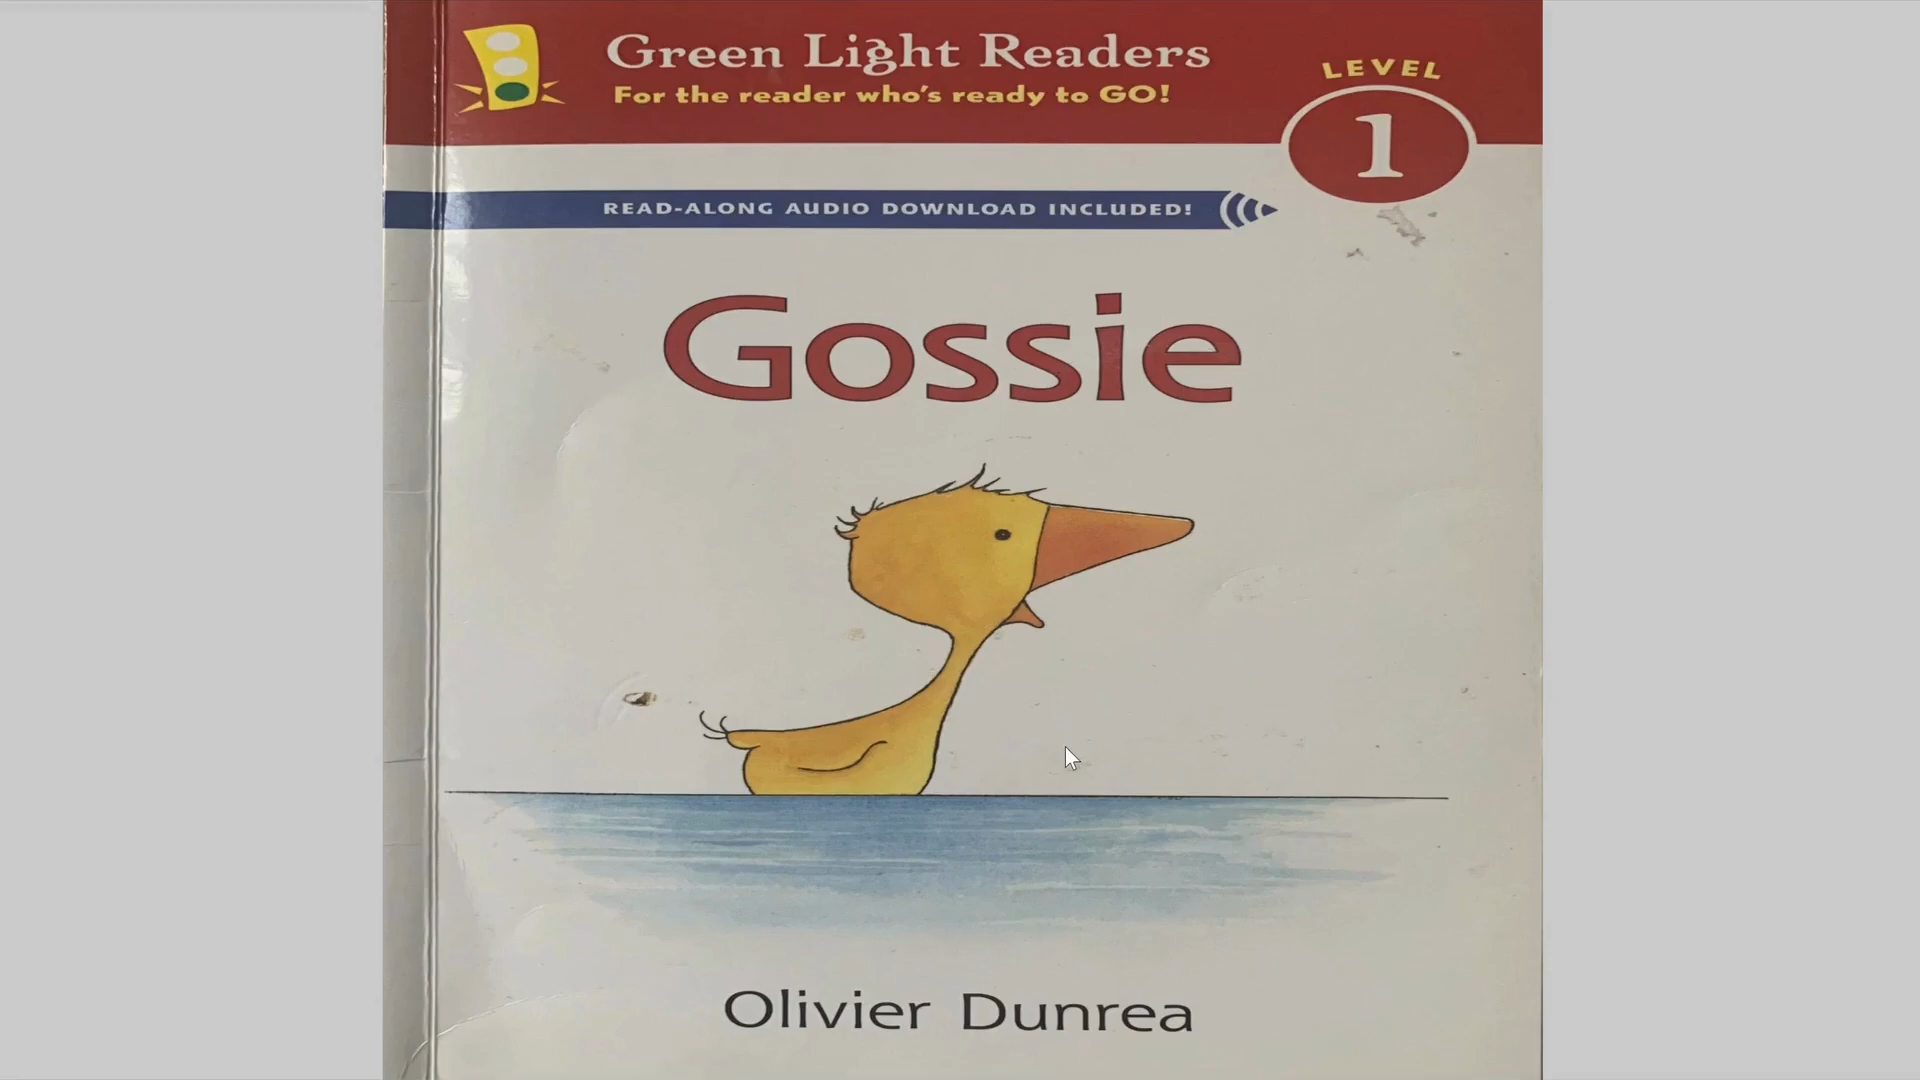 Green Light Readers
For the reader who's ready to GO!
LEVEL
1
READ-ALONG AUDIO DOWNLOAD INCLUDED!
Gossie
Olivier Dunrea